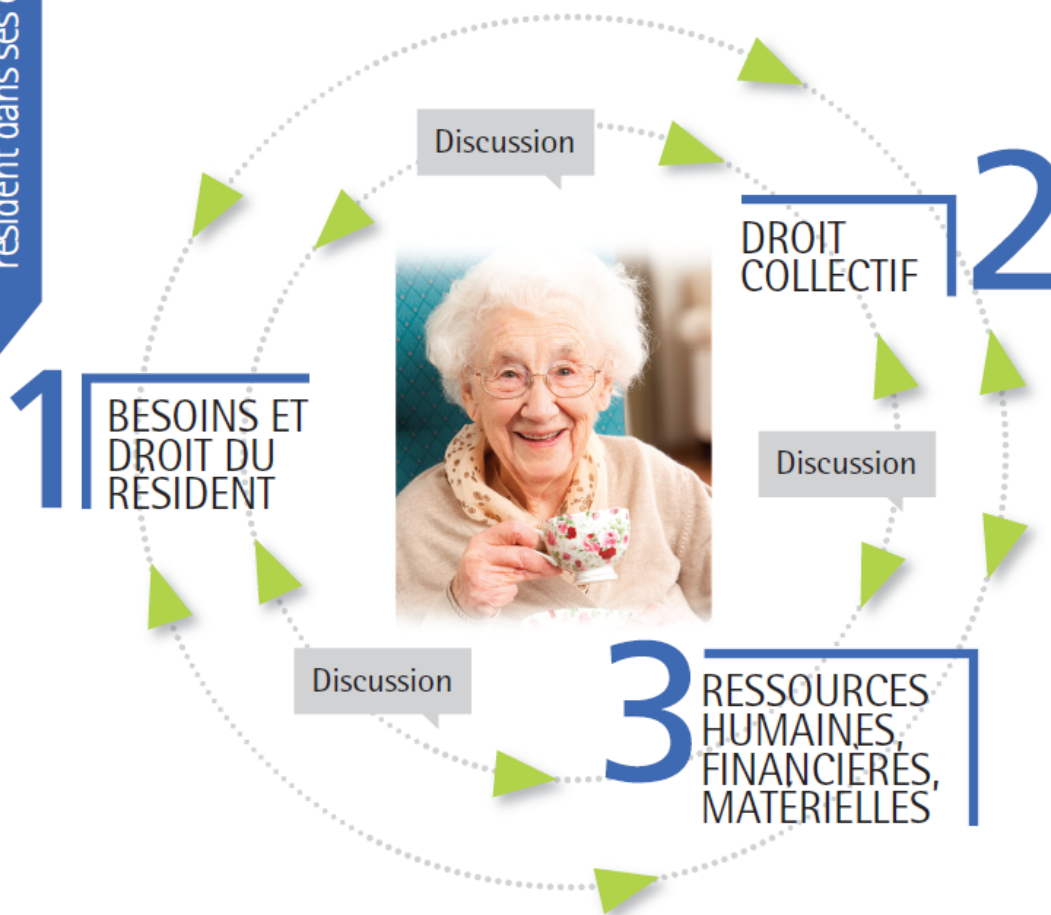 résident dans ses
Discussion
2
DROIT
COLLECTIF
1
BESOINS ET
DROIT DU
RÉSIDENT
Discussion
Discussion
3
RESSOURCES
HUMAINES,
FINANCIÈRES,
MATÉRIELLES